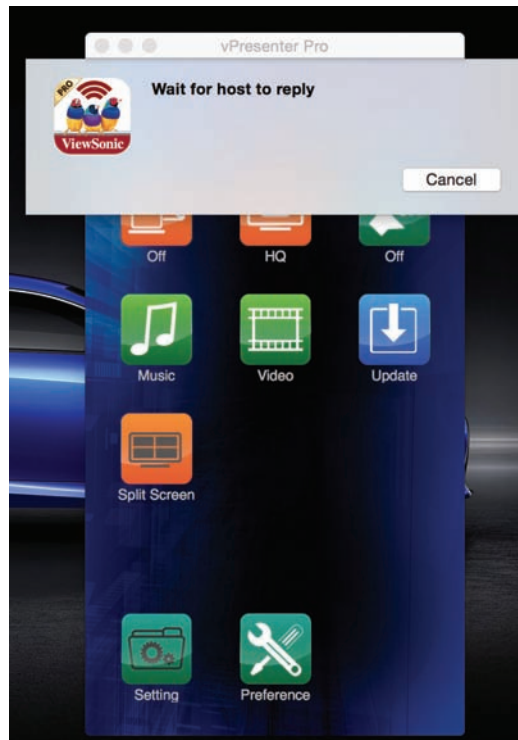 vPresenter Pro
PRO
ViewSonic
Wait for host to reply
Cancel
Off
HQ
Off
Music
Video
Update
Split Screen
Setting
Preference